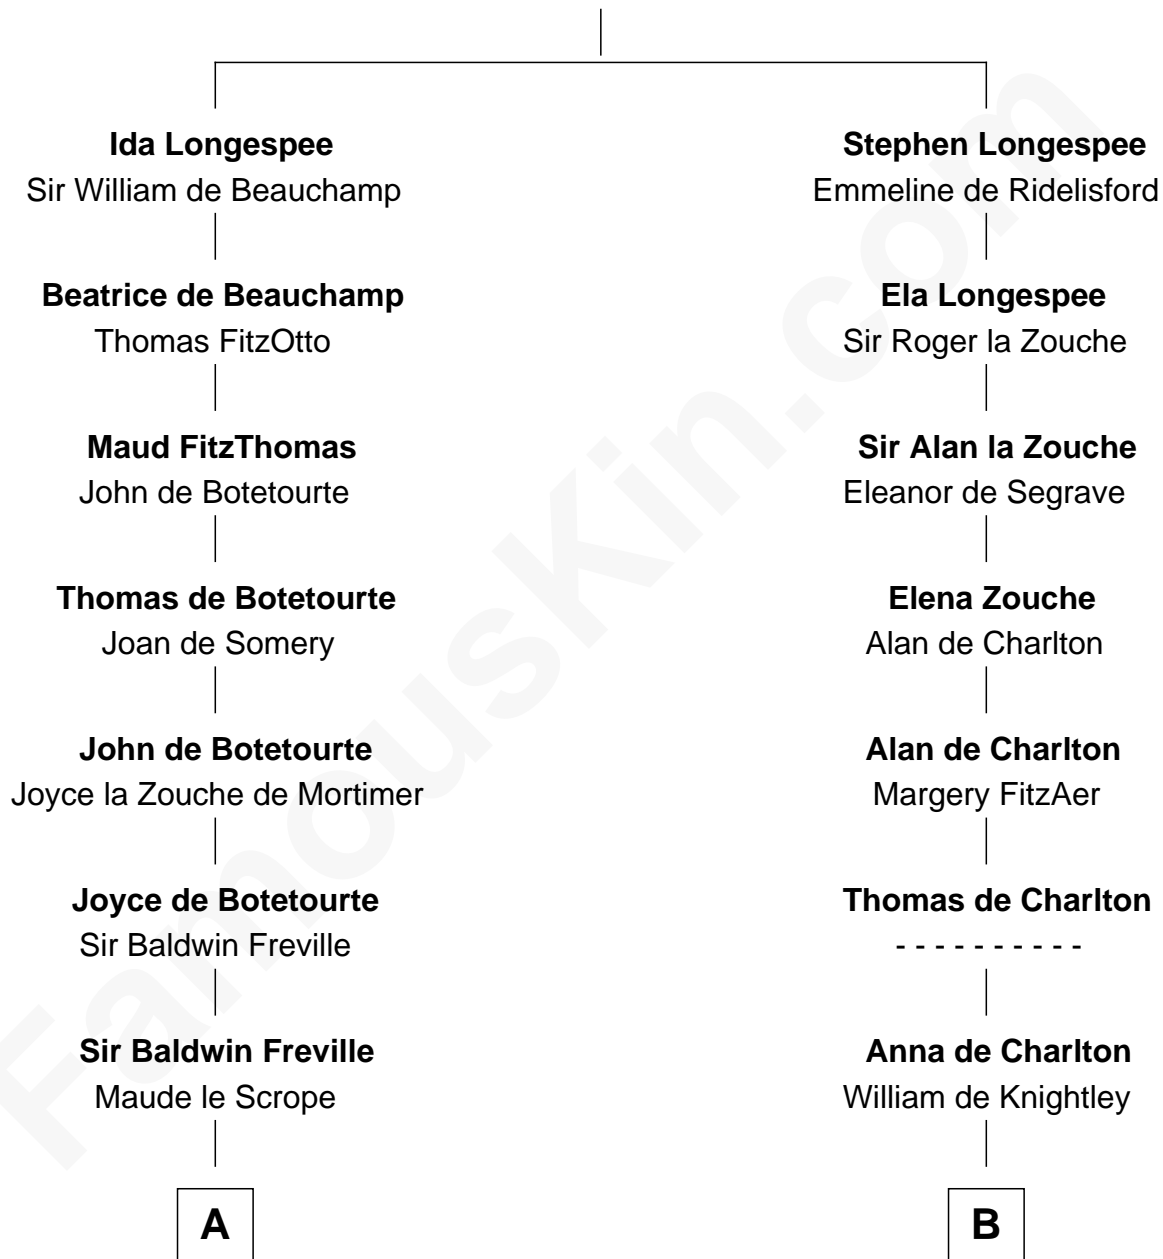 Ida Longespee
Sir William de Beauchamp
Beatrice de Beauchamp
Thomas FitzOtto
Maud FitzThomas
John de Botetourte
Thomas de Botetourte
Joan de Somery
John de Botetourte
Joyce la Zouche de Mortimer
Joyce de Botetourte
Sir Baldwin Freville
Sir Baldwin Freville
Maude le Scrope
A
Stephen Longespee
Emmeline de Ridelisford
Ela Longespee
Sir Roger la Zouche
Sir Alan la Zouche
Eleanor de Segrave
Elena Zouche
Alan de Charlton
Alan de Charlton
Margery FitzAer
Thomas de Charlton
- - - - - - - - - -
Anna de Charlton
William de Knightley
B
FamousKin.com